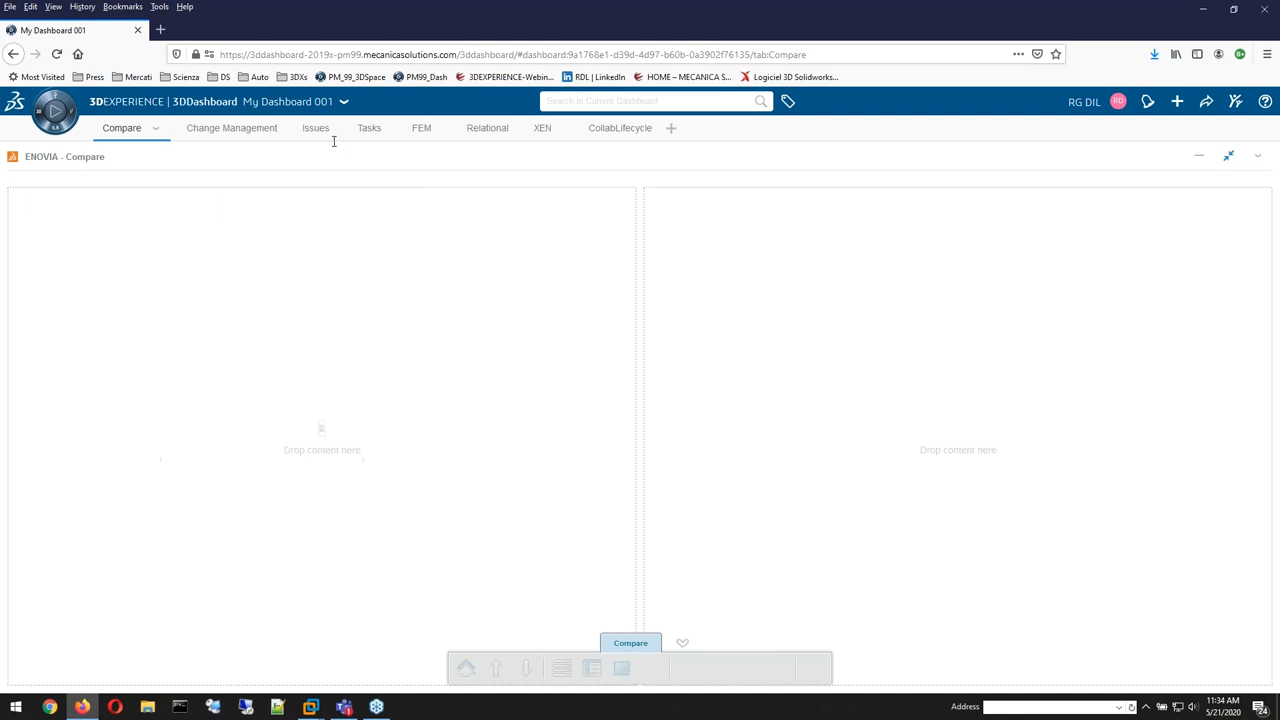 File Edit View History Bookmarks Tools Help
My Dashboard 001
https://3ddashboard-2019x-pm99.mecanicasolutions.com/3ddashboard/#dashboard:9a1768e1-d39d-4d97-b60b-0a3902f76135/tab:Compare
Most Visited Press Mercati Scienza DS Auto 3DXs PM_99_3DSpace PM99_Dash 3DEXPERIENCE-Webin... RDL | LinkedIn HOME – MECANICA S... Logiciel 3D Solidworks...
3DEXPERIENCE | 3DDashboard My Dashboard 001 Search In Current Dashboard RG DIL RD
Compare Change Management Issues Tasks FEM Relational XEN CollabLifecycle
ENOVIA - Compare
Drop content here Drop content here
Compare
Address
11:34 AM
5/21/2020
24